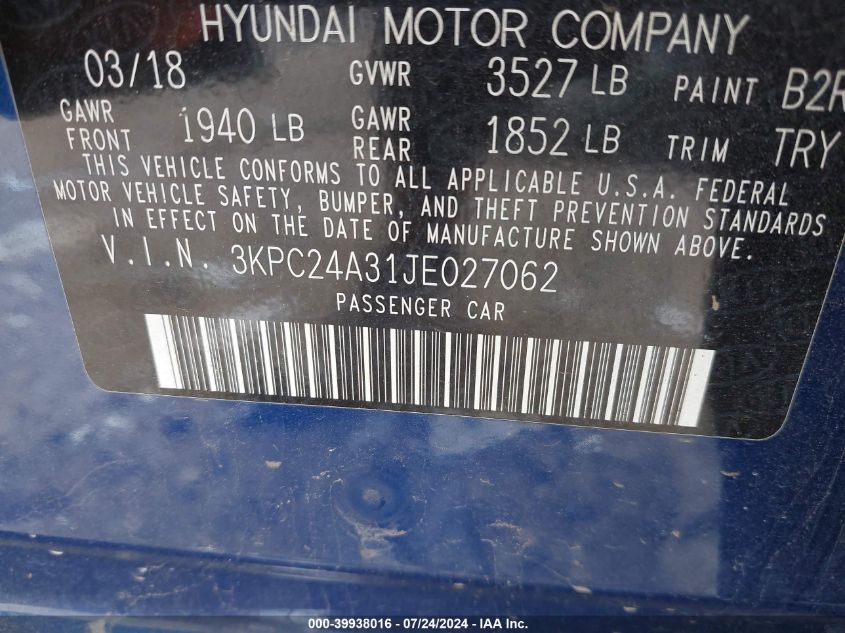 HYUNDAI MOTOR COMPANY
03/18 GVWR 3527 LB PAINT B2R
GAWR FRONT 1940 LB GAWR REAR 1852 LB TRIM TRY
THIS VEHICLE CONFORMS TO ALL APPLICABLE U.S.A. FEDERAL
MOTOR VEHICLE SAFETY, BUMPER, AND THEFT PREVENTION STANDARDS
IN EFFECT ON THE DATE OF MANUFACTURE SHOWN ABOVE.
V.I.N. 3KPC24A31JE027062
PASSENGER CAR
000-39938016 - 07/24/2024 - IAA Inc.